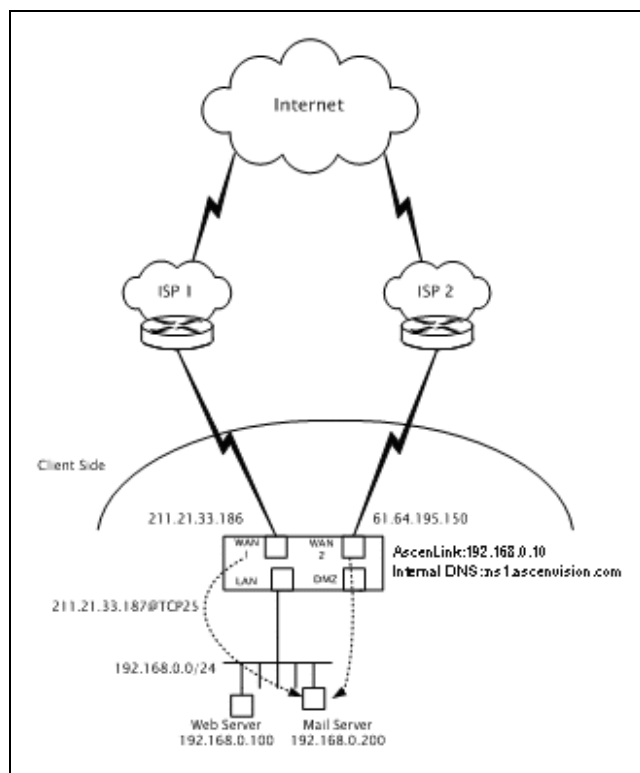 Internet
ISP 1
ISP 2
Client Side
211.21.33.186
61.64.195.150
WAN
1
WAN
2
AscenLink:192.168.0.10
Internal DNS:ns1.ascenvision.com
LAN
DMZ
211.21.33.187@TCP25
192.168.0.0/24
Web Server
192.168.0.100
Mail Server
192.168.0.200